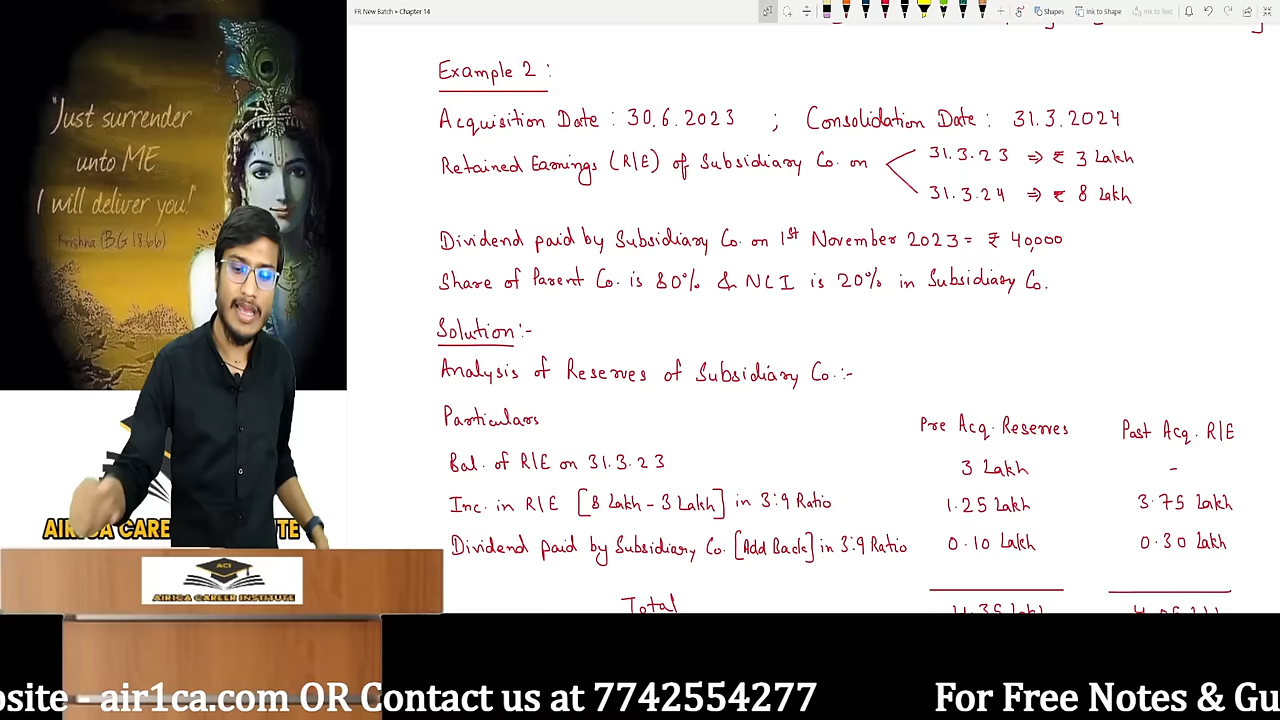 FR New Batch » Chapter 14
Shapes
Ink to Shape
Ink to Text
"Just surrender
unto ME
I will deliver you!"
- Krishna (B.G 18:66)
Example 2 :
Acquisition Date : 30.6.2023 ; Consolidation Date : 31.3.2024
Retained Earnings (R/E) of Subsidiary Co. on
31.3.23 ⇒ ₹ 3 Lakh
31.3.24 ⇒ ₹ 8 Lakh
Dividend paid by Subsidiary Co. on 1st November 2023 = ₹ 40,000
Share of Parent Co. is 80% & NCI is 20% in Subsidiary Co.
Solution:-
Analysis of Reserves of Subsidiary Co.:-
Particulars Pre Acq. Reserves Post Acq. R/E
Bal. of R/E on 31.3.23 3 Lakh -
Inc. in R/E [8 Lakh - 3 Lakh] in 3:9 Ratio 1.25 Lakh 3.75 Lakh
Dividend paid by Subsidiary Co. [Add Back] in 3:9 Ratio 0.10 Lakh 0.30 Lakh
Total
ACI
AIR1CA CAREER INSTITUTE
bsite - air1ca.com OR Contact us at 7742554277 For Free Notes & Gu